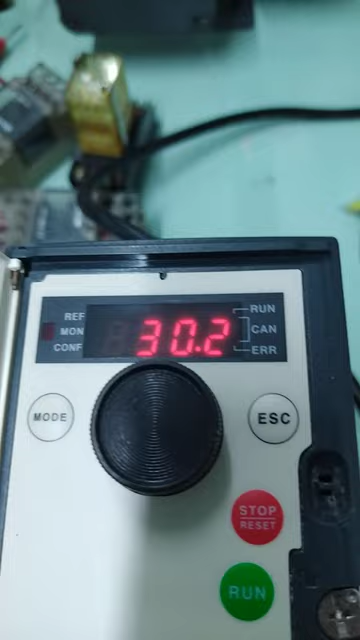 REF
MON
CONF
30.2
RUN
CAN
ERR
MODE
ESC
STOP
RESET
RUN